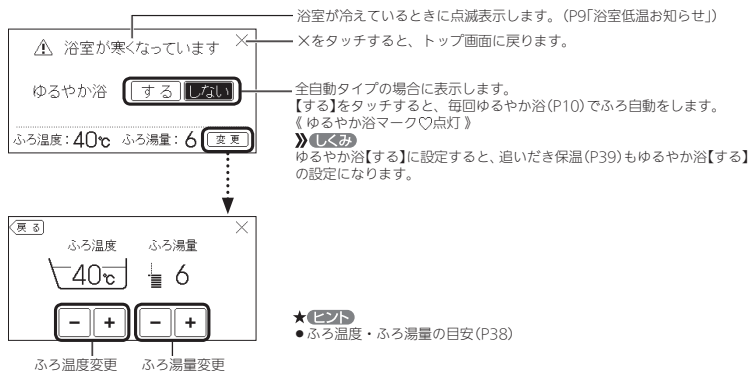 浴室が冷えているときに点滅表示します。(P9「浴室低温お知らせ」)
⚠ 浴室が寒くなっています ×
×をタッチすると、トップ画面に戻ります。
ゆるやか浴 する しない
全自動タイプの場合に表示します。
【する】をタッチすると、毎回ゆるやか浴(P10)でふろ自動をします。
《ゆるやか浴マーク♡点灯》
》しくみ
ゆるやか浴【する】に設定すると、追いだき保温(P39)もゆるやか浴【する】
の設定になります。
ふろ温度:40℃ ふろ湯量:6 変更
戻る ×
ふろ温度 ふろ湯量
40℃ 6
- + - +
ふろ温度変更 ふろ湯量変更
★ヒント
●ふろ温度・ふろ湯量の目安(P38)